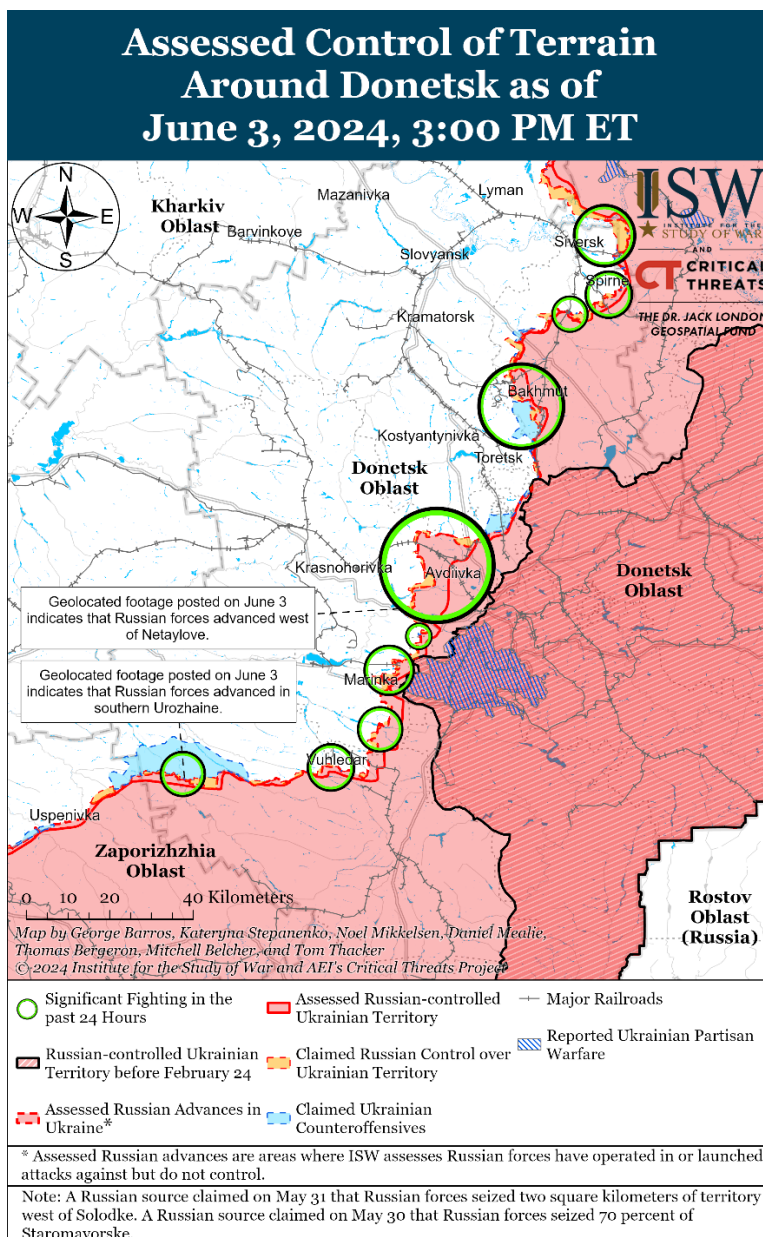 Assessed Control of Terrain
Around Donetsk as of
June 3, 2024, 3:00 PM ET
N
W E
S
Kharkiv
Oblast
Mazanivka
Lyman
Barvinkove
Slovyansk
Siversk
ISW
INSTITUTE FOR THE
STUDY OF WAR
AND
CT CRITICAL
THREATS
THE DR. JACK LONDON
GEOSPATIAL FUND
Spirne
Kramatorsk
Bakhmut
Kostyantynivka
Toretsk
Donetsk
Oblast
Krasnohorivka
Avdiivka
Donetsk
Oblast
Geolocated footage posted on June 3
indicates that Russian forces advanced west
of Netaylove.
Geolocated footage posted on June 3
indicates that Russian forces advanced in
southern Urozhaine.
Marinka
Vuhledar
Uspenivka
Zaporizhzhia
Oblast
Rostov
Oblast
(Russia)
0 10 20 40 Kilometers
Map by George Barros, Kateryna Stepanenko, Noel Mikkelsen, Daniel Mealie,
Thomas Bergeron, Mitchell Belcher, and Tom Thacker
© 2024 Institute for the Study of War and AEI's Critical Threats Project
Significant Fighting in the
past 24 Hours
Russian-controlled Ukrainian
Territory before February 24
Assessed Russian Advances in
Ukraine*
Assessed Russian-controlled
Ukrainian Territory
Claimed Russian Control over
Ukrainian Territory
Claimed Ukrainian
Counteroffensives
Major Railroads
Reported Ukrainian Partisan
Warfare
* Assessed Russian advances are areas where ISW assesses Russian forces have operated in or launched
attacks against but do not control.
Note: A Russian source claimed on May 31 that Russian forces seized two square kilometers of territory
west of Solodke. A Russian source claimed on May 30 that Russian forces seized 70 percent of
Staromayorske.